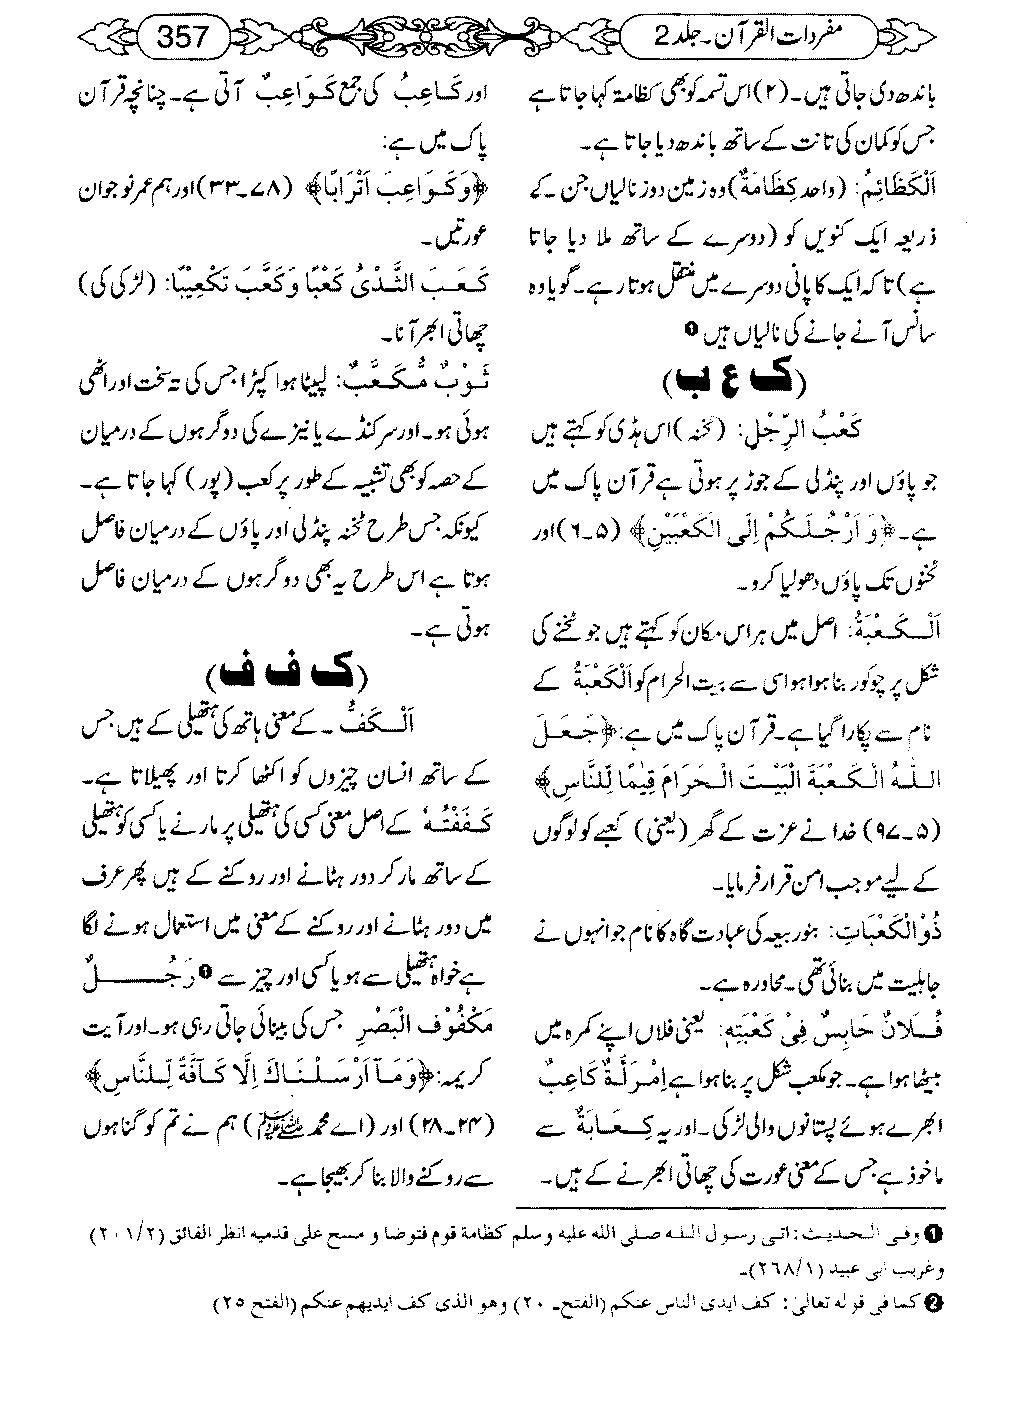 مفردات القرآن۔ جلد 2
357
باندھ دی جاتی ہیں۔ (۲) اس تسمہ کو بھی کظامۃ کہا جاتا ہے
جس کو کمان کی تانت کے ساتھ باندھ دیا جاتا ہے۔
اَلْکَظَائِمُ: (واحد کِظَامَۃٌ) وہ زمین دوز نالیاں جن کے
ذریعہ ایک کنویں کو (دوسرے کے ساتھ ملا دیا جاتا
ہے) تاکہ ایک کا پانی دوسرے میں منتقل ہوتا رہے۔ گویا وہ
سانس آنے جانے کی نالیاں ہیں ❶
(ک ع ب)
کَعْبُ الرِّجْلِ: (ٹخنہ) اس ہڈی کو کہتے ہیں
جو پاؤں اور پنڈلی کے جوڑ پر ہوتی ہے قرآن پاک میں
ہے۔ ﴿وَ اَرْجُلَکُمْ اِلَی الْکَعْبَیْنِ﴾ (۵۔۶) اور
ٹخنوں تک پاؤں دھو لیا کرو۔
اَلْکَعْبَۃُ: اصل میں ہر اس مکان کو کہتے ہیں جو ٹخنے کی
شکل پر چوکور بنا ہوا ہو اسی سے بیت الحرام کو اَلْکَعْبَۃُ کے
نام سے پکارا گیا ہے۔ قرآن پاک میں ہے: ﴿جَعَلَ
اللہُ الْکَعْبَۃَ الْبَیْتَ الْحَرَامَ قِیٰمًا لِّلنَّاسِ﴾
(۵۔۹۷) خدا نے عزت کے گھر (یعنی) کعبے کو لوگوں
کے لیے موجب امن قرار فرمایا۔
ذُوالْکَعْبَاتِ: بنو ربیعہ کی عبادت گاہ کا نام جو انہوں نے
جاہلیت میں بنائی تھی۔ محاورہ ہے۔
فُلَانٌ جَالِسٌ فِیْ کَعْبَتِہٖ: یعنی فلاں اپنے کمرہ میں
بیٹھا ہوا ہے۔ جو مکعب شکل پر بنا ہوا ہے اِمْرَأَۃٌ کَاعِبٌ
ابھرے ہوئے پستانوں والی لڑکی۔ اور یہ کِعَابَۃٌ سے
ماخوذ ہے جس کے معنی عورت کی چھاتی ابھرنے کے ہیں۔
اور کَاعِبُ کی جمع کَوَاعِبُ آتی ہے۔ چنانچہ قرآن
پاک میں ہے:
﴿وَکَوَاعِبَ اَتْرَابًا﴾ (۷۸۔۳۳) اور ہم عمر نوجوان
عورتیں۔
کَعَبَ الثَّدْیُ کَعْبًا وَکَعَّبَ تَکْعِیْبًا: (لڑکی کی)
چھاتی ابھر آنا۔
ثَوْبٌ مُکَعَّبٌ: لپیٹا ہوا کپڑا جس کی تہ سخت اور اٹھی
ہوئی ہو۔ اور سرکنڈے یا نیزے کی دو گرہوں کے درمیان
کے حصہ کو بھی تشبیہ کے طور پر کعب (پور) کہا جاتا ہے۔
کیونکہ جس طرح ٹخنہ پنڈلی اور پاؤں کے درمیان فاصل
ہوتا ہے اس طرح یہ بھی دو گرہوں کے درمیان فاصل
ہوتی ہے۔
(ک ف ف)
اَلْکَفُّ ۔ کے معنی ہاتھ کی ہتھیلی کے ہیں جس
کے ساتھ انسان چیزوں کو اکٹھا کرتا اور پھیلاتا ہے۔
کَفَفْتُہٗ کے اصل معنی کسی کی ہتھیلی پر مارنے یا کسی کو ہتھیلی
کے ساتھ مار کر دور ہٹانے اور روکنے کے ہیں پھر عرف
میں دور ہٹانے اور روکنے کے معنی میں استعمال ہونے لگا
ہے خواہ ہتھیلی سے ہو یا کسی اور چیز سے ❶ رَجُلٌ
مَکْفُوْفُ الْبَصَرِ جس کی بینائی جاتی رہی ہو۔ اور آیت
کریمہ: ﴿وَمَآ اَرْسَلْنَاکَ اِلَّا کَآفَّۃً لِّلنَّاسِ﴾
(۳۴۔۲۸) اور (اے محمد ﷺ) ہم نے تم کو گناہوں
سے روکنے والا بنا کر بھیجا ہے۔
❶ وفی الحدیث: اتی رسول اللہ صلی اللہ علیہ وسلم کظامۃ قوم فتوضا و مسح علی قدمیہ انظر الفائق (۲/۲۰۱)
وغریب ابی عبید (۱/۲۶۸)۔
❷ کما فی قولہ تعالیٰ: کف ایدی الناس عنکم (الفتح۔ ۲۰) وھو الذی کف ایدیھم عنکم (الفتح ۲۵)